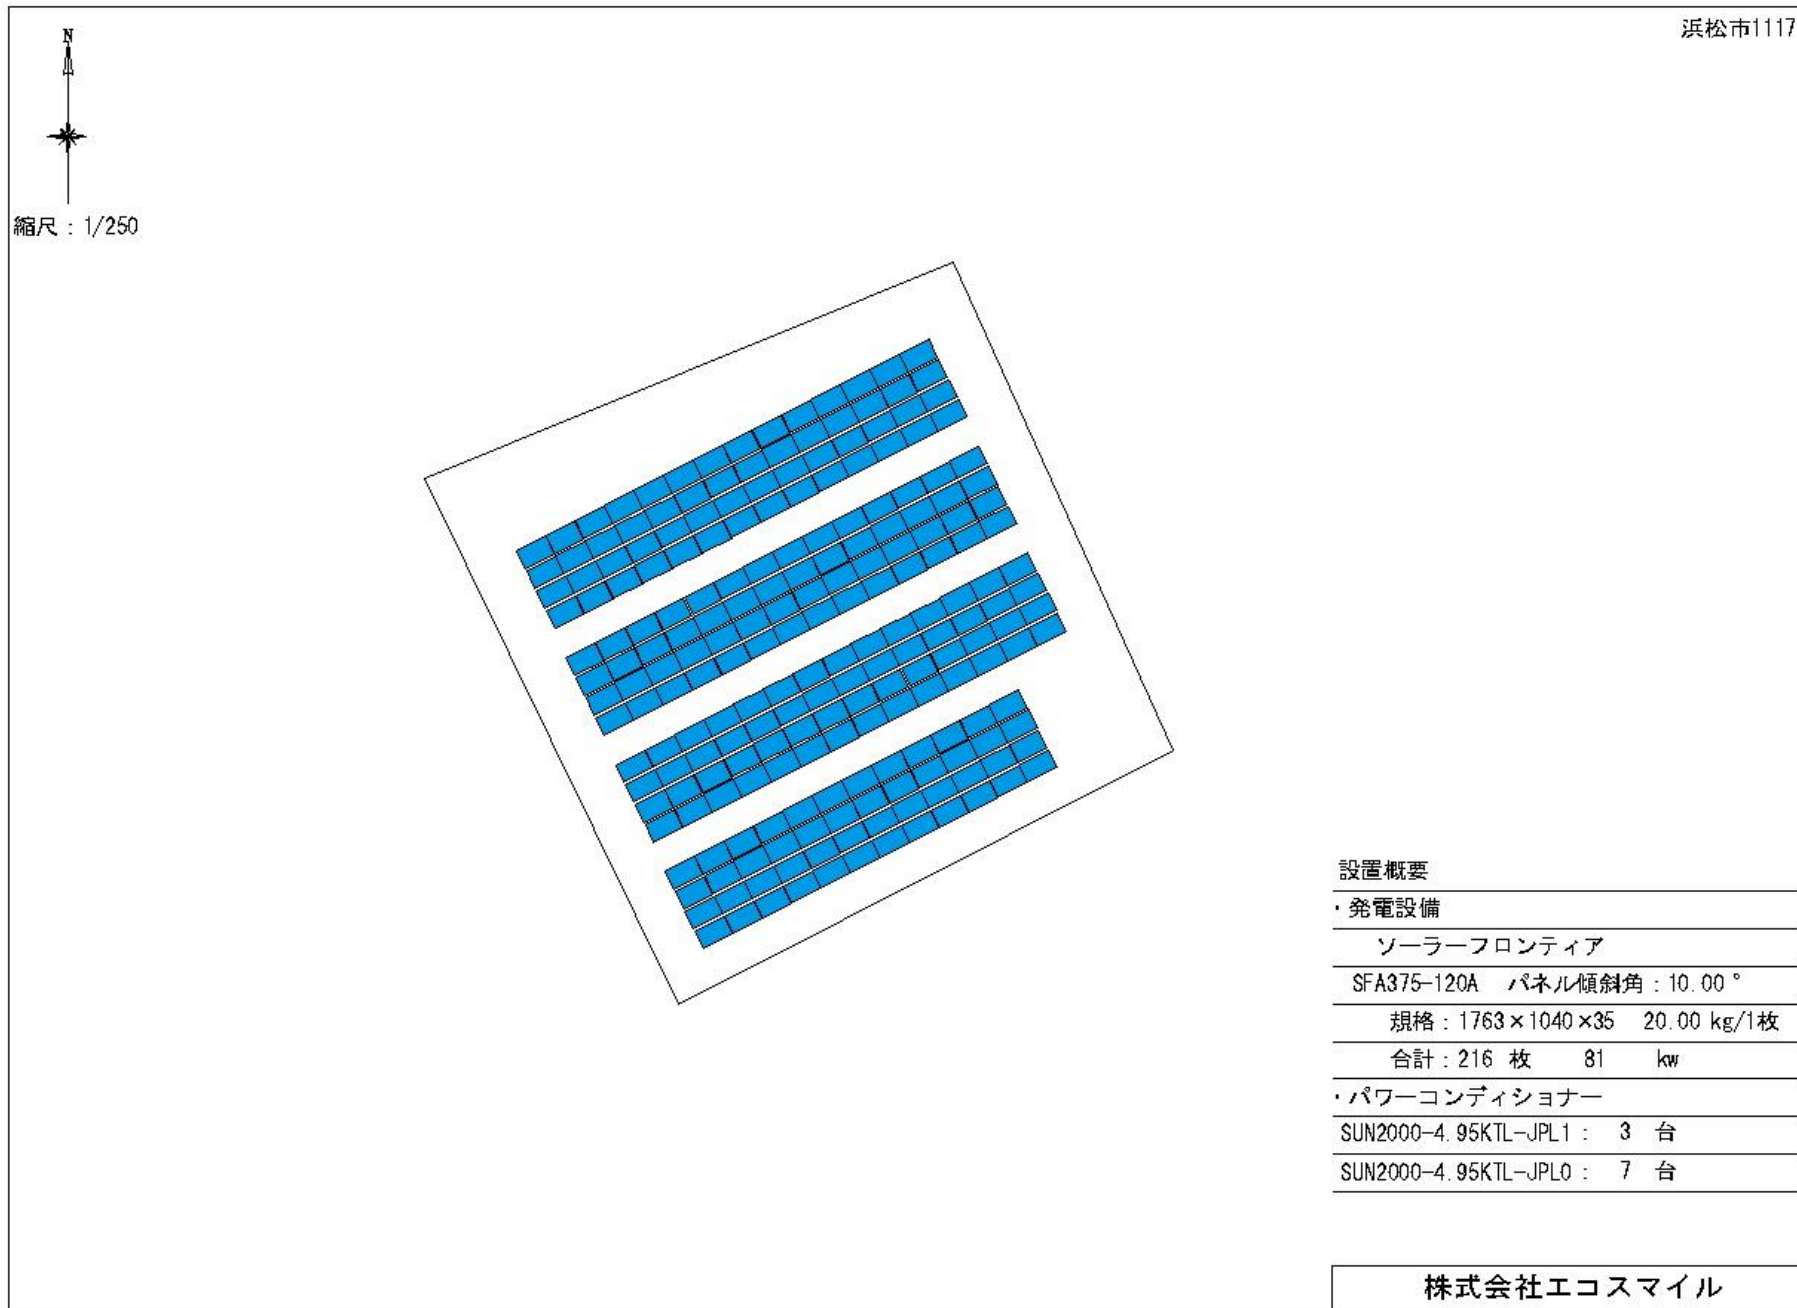 浜松市1117
N
縮尺：1/250
設置概要
・発電設備
ソーラーフロンティア
SFA375-120A パネル傾斜角：10.00°
規格：1763×1040×35 20.00 kg/1枚
合計：216 枚 81 kw
・パワーコンディショナー
SUN2000-4.95KTL-JPL1： 3 台
SUN2000-4.95KTL-JPL0： 7 台
株式会社エコスマイル